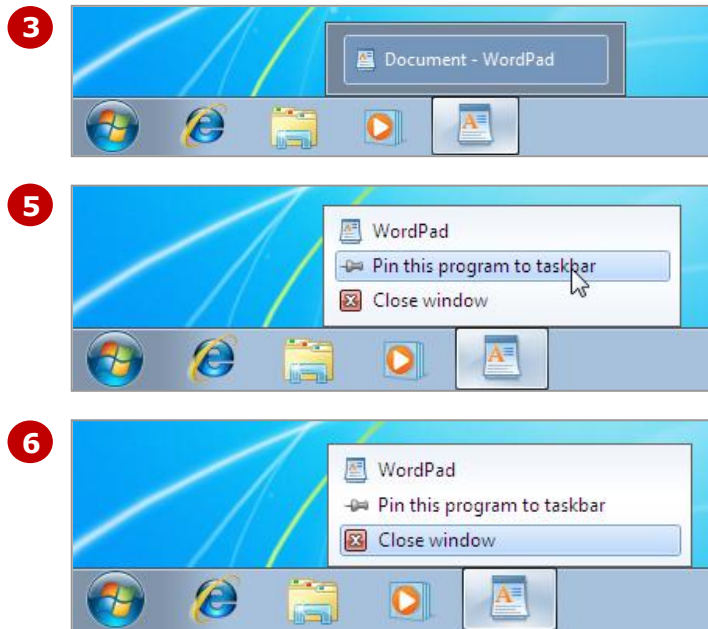 3
Document - WordPad
5
WordPad
Pin this program to taskbar
Close window
6
WordPad
Pin this program to taskbar
Close window